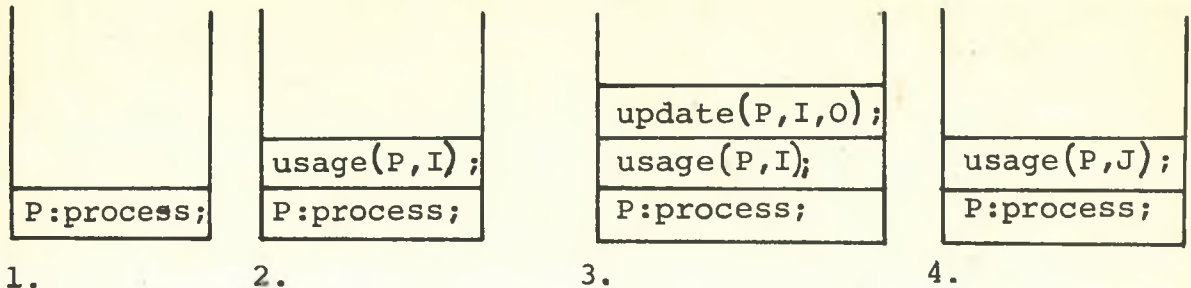 P:process;
1.
usage(P,I);
P:process;
2.
update(P,I,O);
usage(P,I);
P:process;
3.
usage(P,J);
P:process;
4.